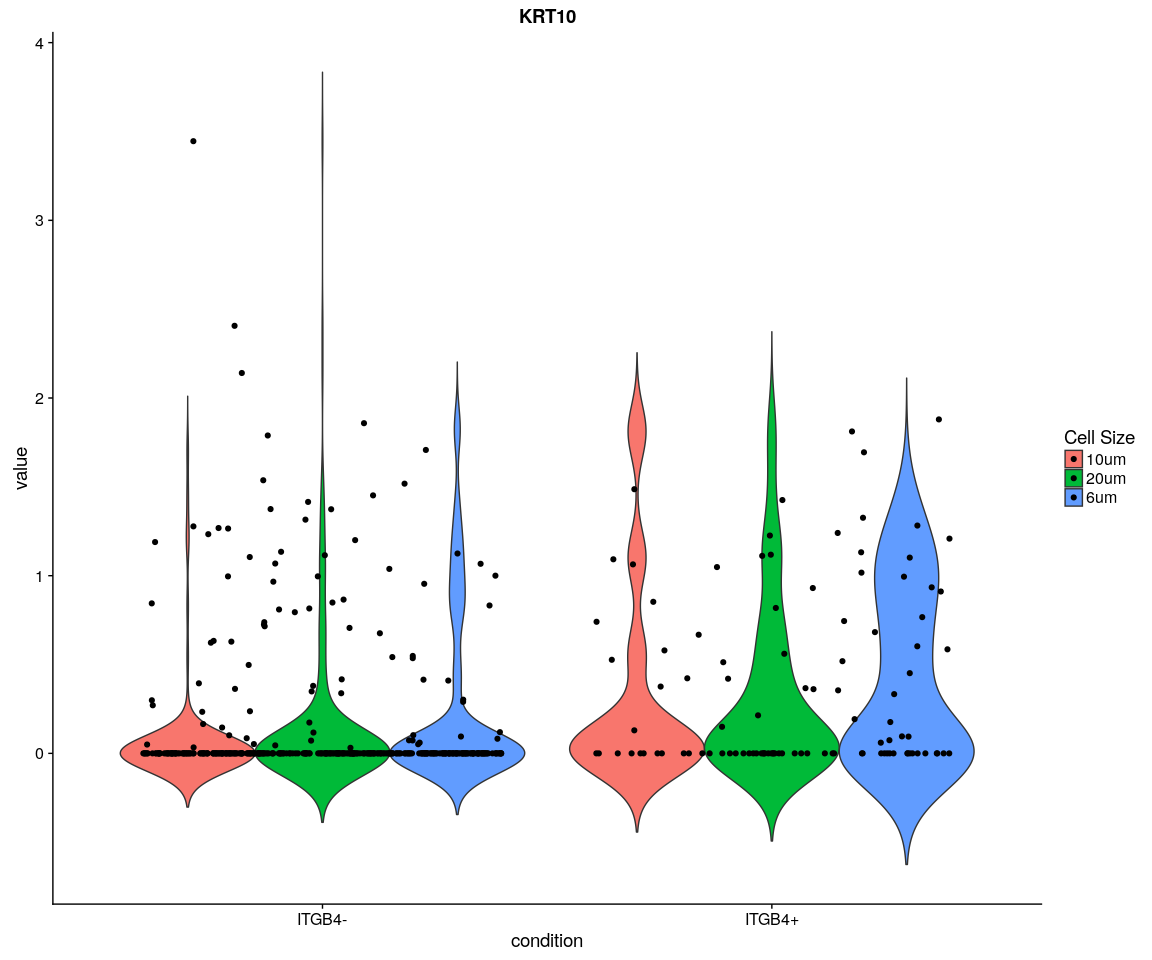 KRT10
4
3
2
1
0
value
ITGB4-
ITGB4+
condition
Cell Size
10um
20um
6um